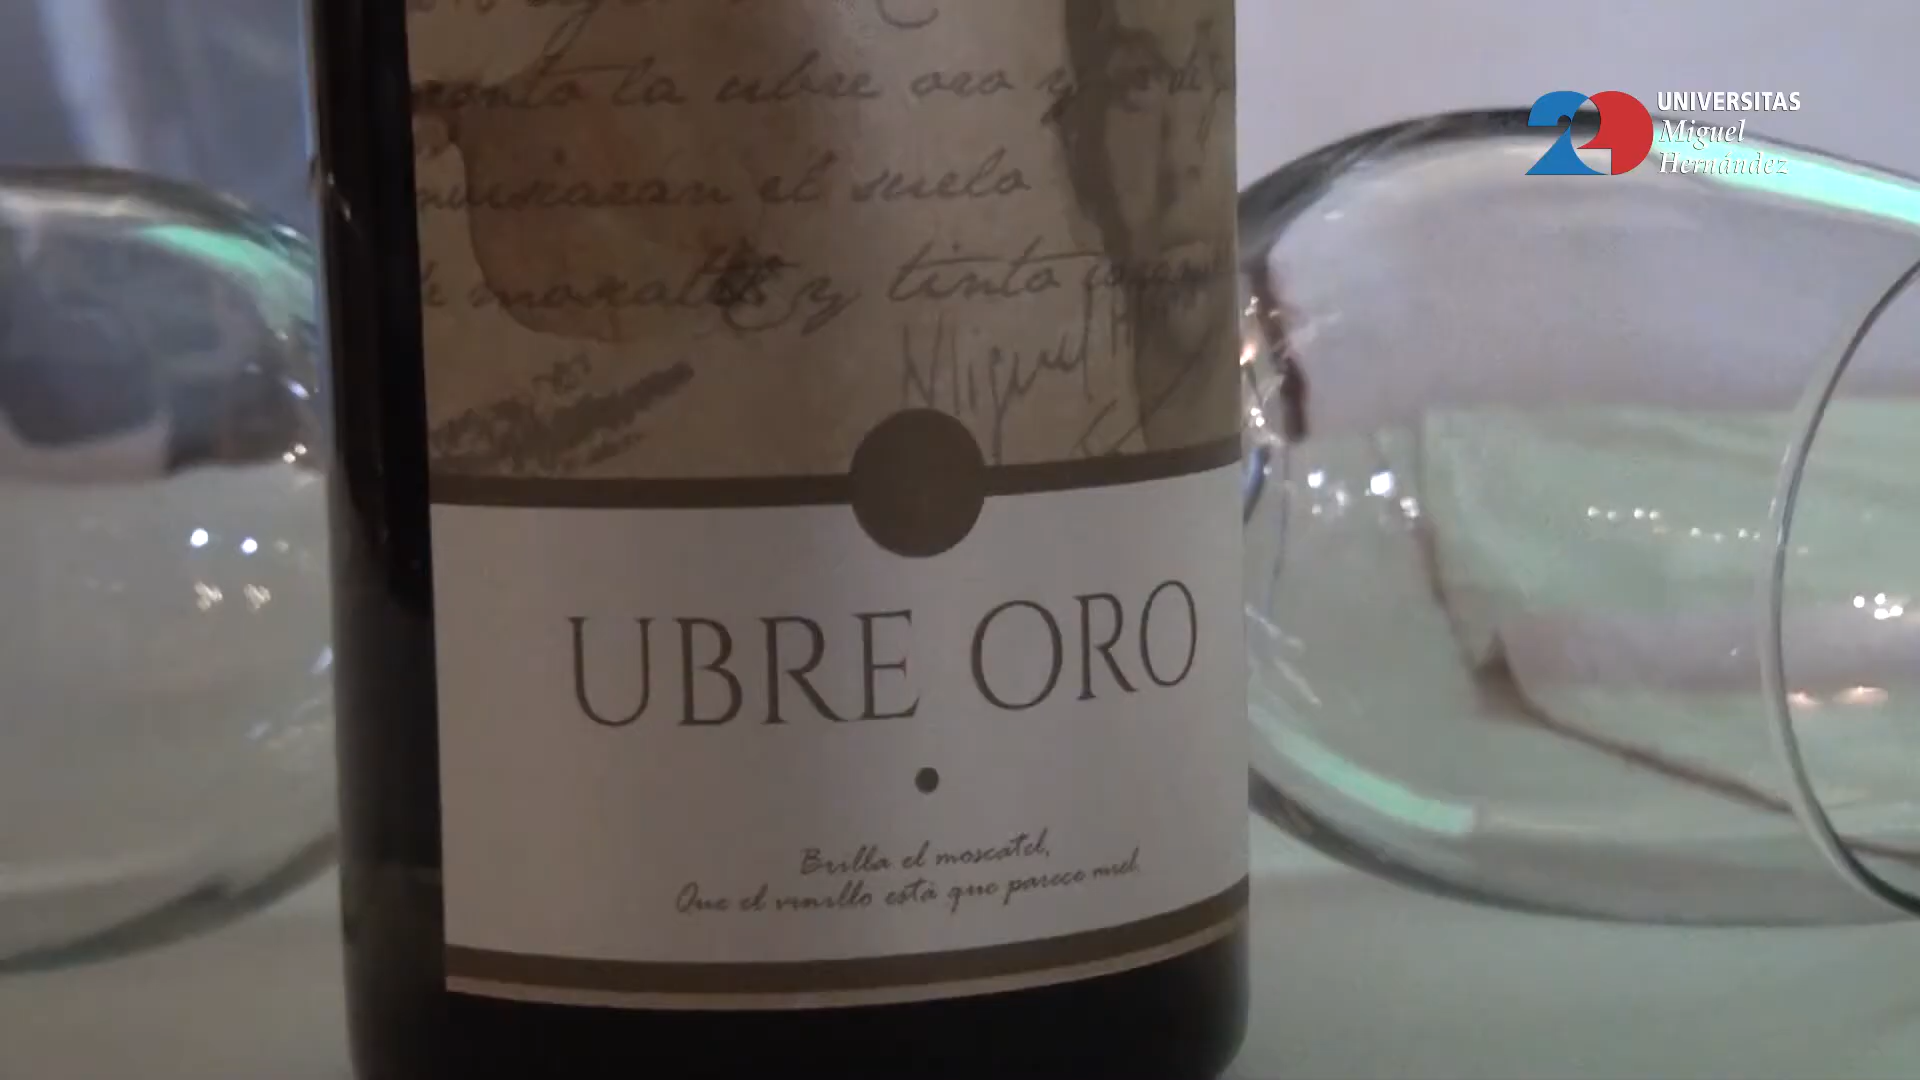 UNIVERSITAS
Miguel
Hernández
la ubre oro y
el suelo
y tinto
Miguel
UBRE ORO
Brilla el moscatel,
Que el vinillo está que parece miel.